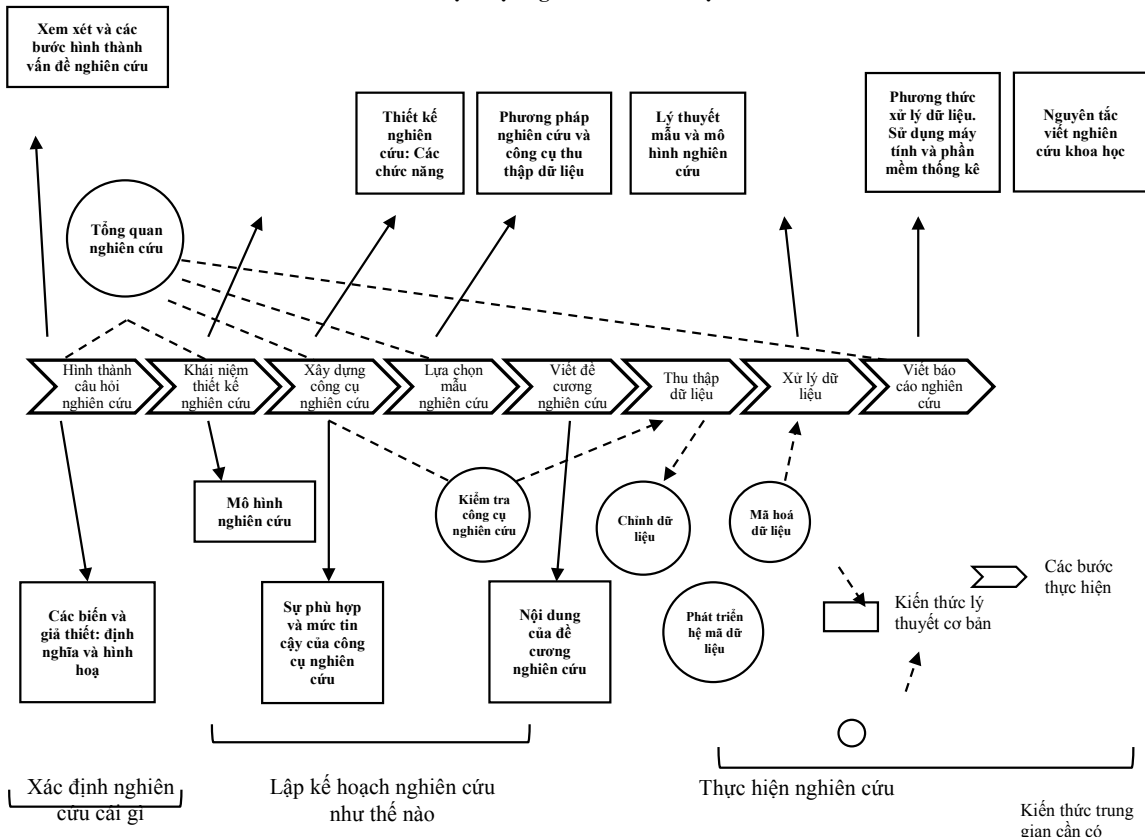 Xem xét và các
bước hình thành
vấn đề nghiên cứu
Thiết kế
nghiên
cứu: Các
chức năng
Phương pháp
nghiên cứu và
công cụ thu
thập dữ liệu
Lý thuyết
mẫu và mô
hình nghiên
cứu
Phương thức
xử lý dữ liệu.
Sử dụng máy
tính và phần
mềm thống kê
Nguyên tắc
viết nghiên
cứu khoa học
Tổng quan
nghiên cứu
Hình thành
câu hỏi
nghiên cứu
Khái niệm
thiết kế
nghiên cứu
Xây dựng
công cụ
nghiên cứu
Lựa chọn
mẫu
nghiên cứu
Viết đề
cương
nghiên cứu
Thu thập
dữ liệu
Xử lý dữ
liệu
Viết báo
cáo nghiên
cứu
Mô hình
nghiên cứu
Kiểm tra
công cụ
nghiên cứu
Chỉnh dữ
liệu
Mã hoá
dữ liệu
Các biến và
giả thiết: định
nghĩa và hình
hoạ
Sự phù hợp
và mức tin
cậy của công
cụ nghiên
cứu
Nội dung
của đề
cương
nghiên cứu
Phát triển
hệ mã dữ
liệu
Các bước
thực hiện
Kiến thức lý
thuyết cơ bản
Xác định nghiên
cứu cái gì
Lập kế hoạch nghiên cứu
như thế nào
Thực hiện nghiên cứu
Kiến thức trung
gian cần có